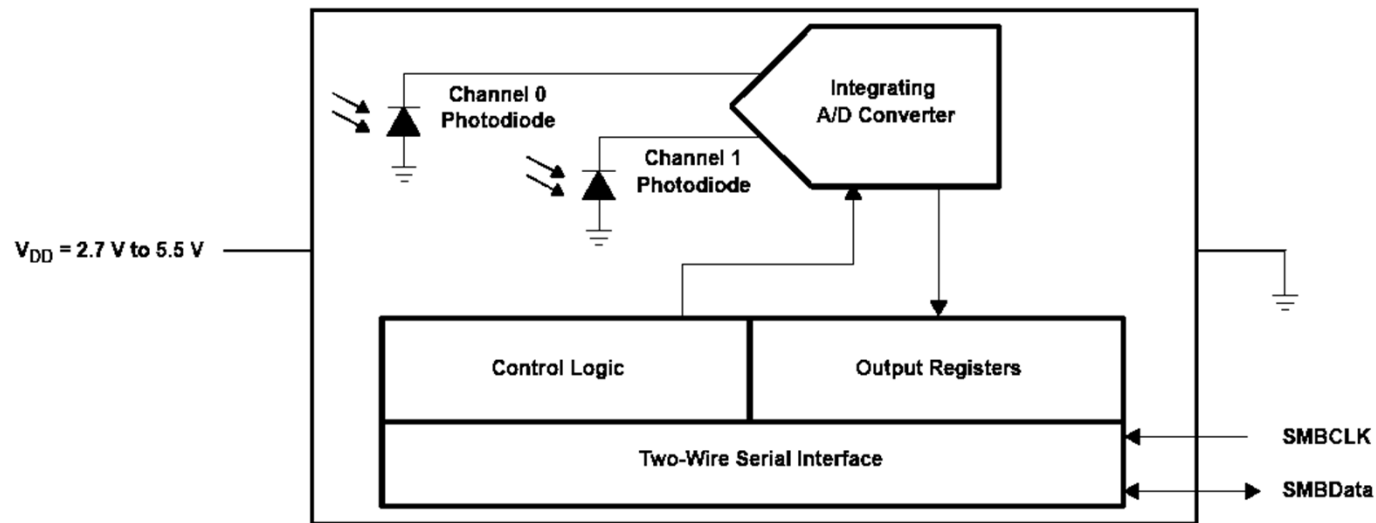 Channel 0
Photodiode
Integrating
A/D Converter
Channel 1
Photodiode
VDD = 2.7 V to 5.5 V
Control Logic
Output Registers
Two-Wire Serial Interface
SMBCLK
SMBData